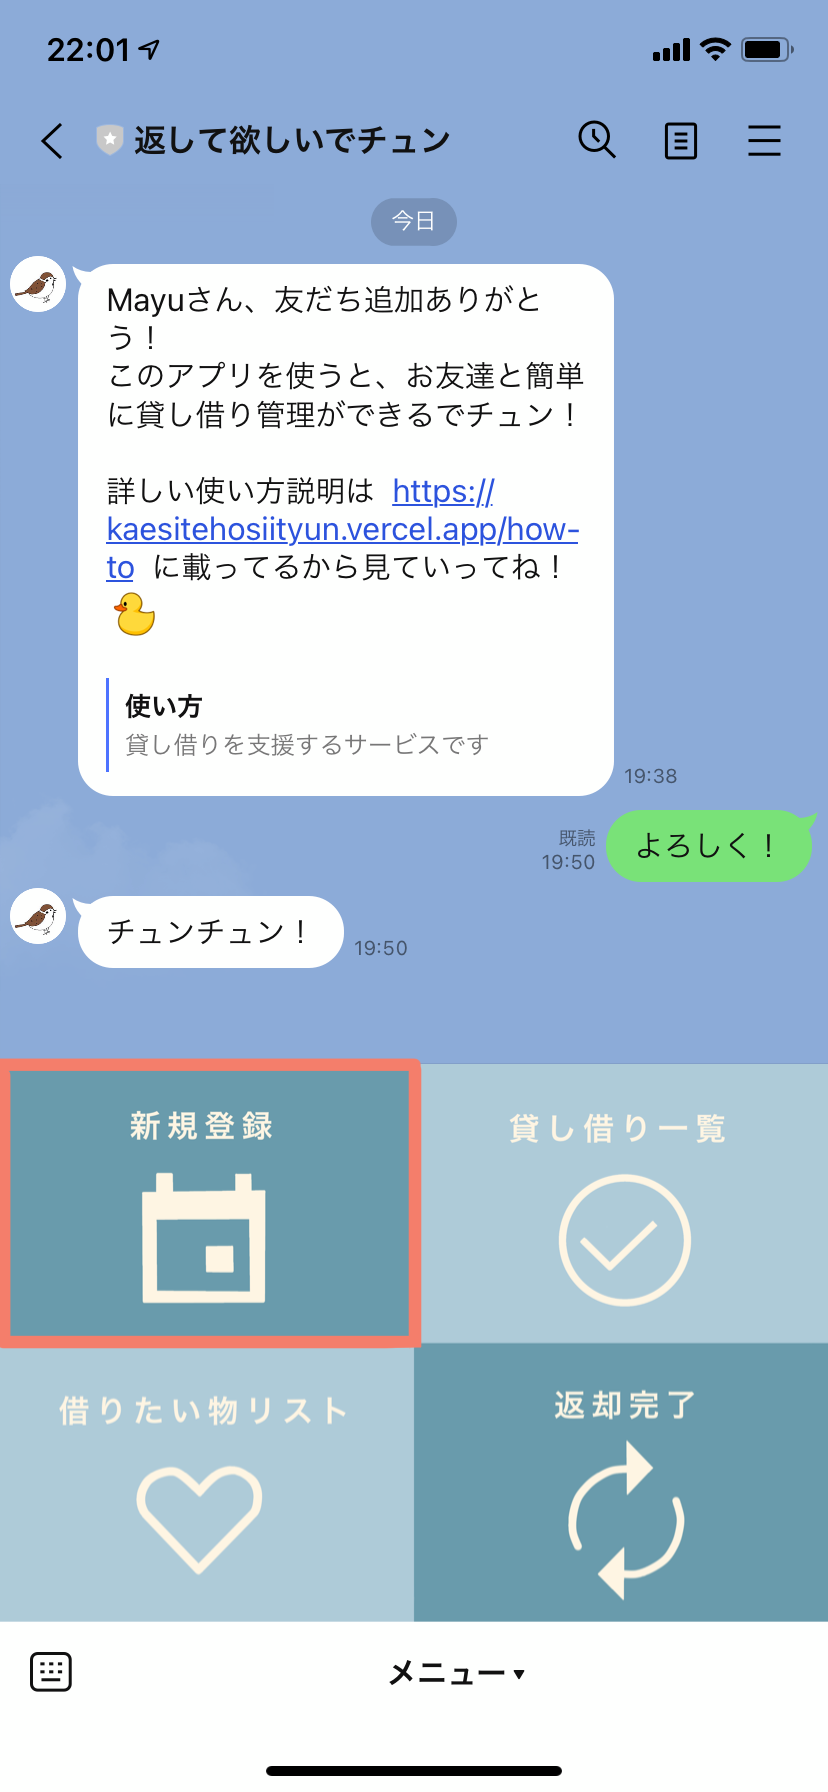 22:01
返して欲しいでチュン
今日
Mayuさん、友だち追加ありがと
う！
このアプリを使うと、お友達と簡単
に貸し借り管理ができるでチュン！
詳しい使い方説明は https://
kaesitehosiityun.vercel.app/how-
to に載ってるから見ていってね！
使い方
貸し借りを支援するサービスです
19:38
既読
19:50
よろしく！
チュンチュン！
19:50
新規登録
貸し借り一覧
借りたい物リスト
返却完了
メニュー▾